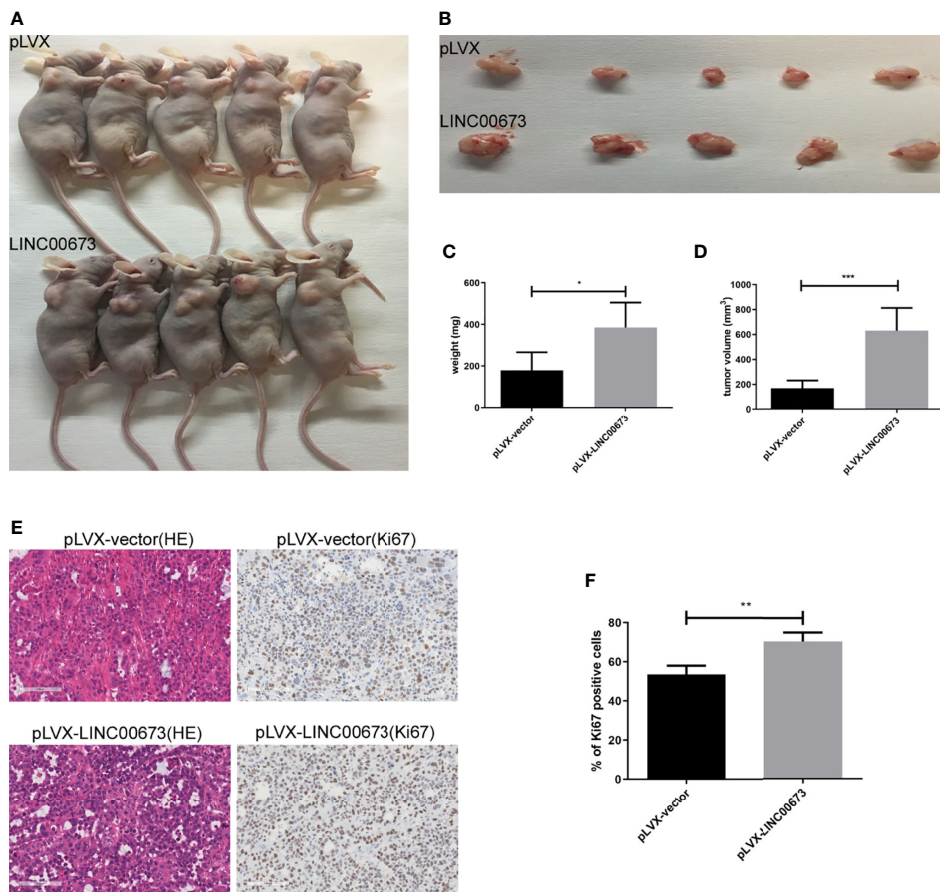 A
pLVX
LINC00673
B
pLVX
LINC00673
C
weight (mg)
600
400
200
0
*
pLVX-vector
pLVX-LINC00673
D
tumor volume (mm³)
1000
800
600
400
200
0
***
pLVX-vector
pLVX-LINC00673
E
pLVX-vector(HE)
pLVX-vector(Ki67)
pLVX-LINC00673(HE)
pLVX-LINC00673(Ki67)
F
% of Ki67 positive cells
80
60
40
20
0
**
pLVX-vector
pLVX-LINC00673